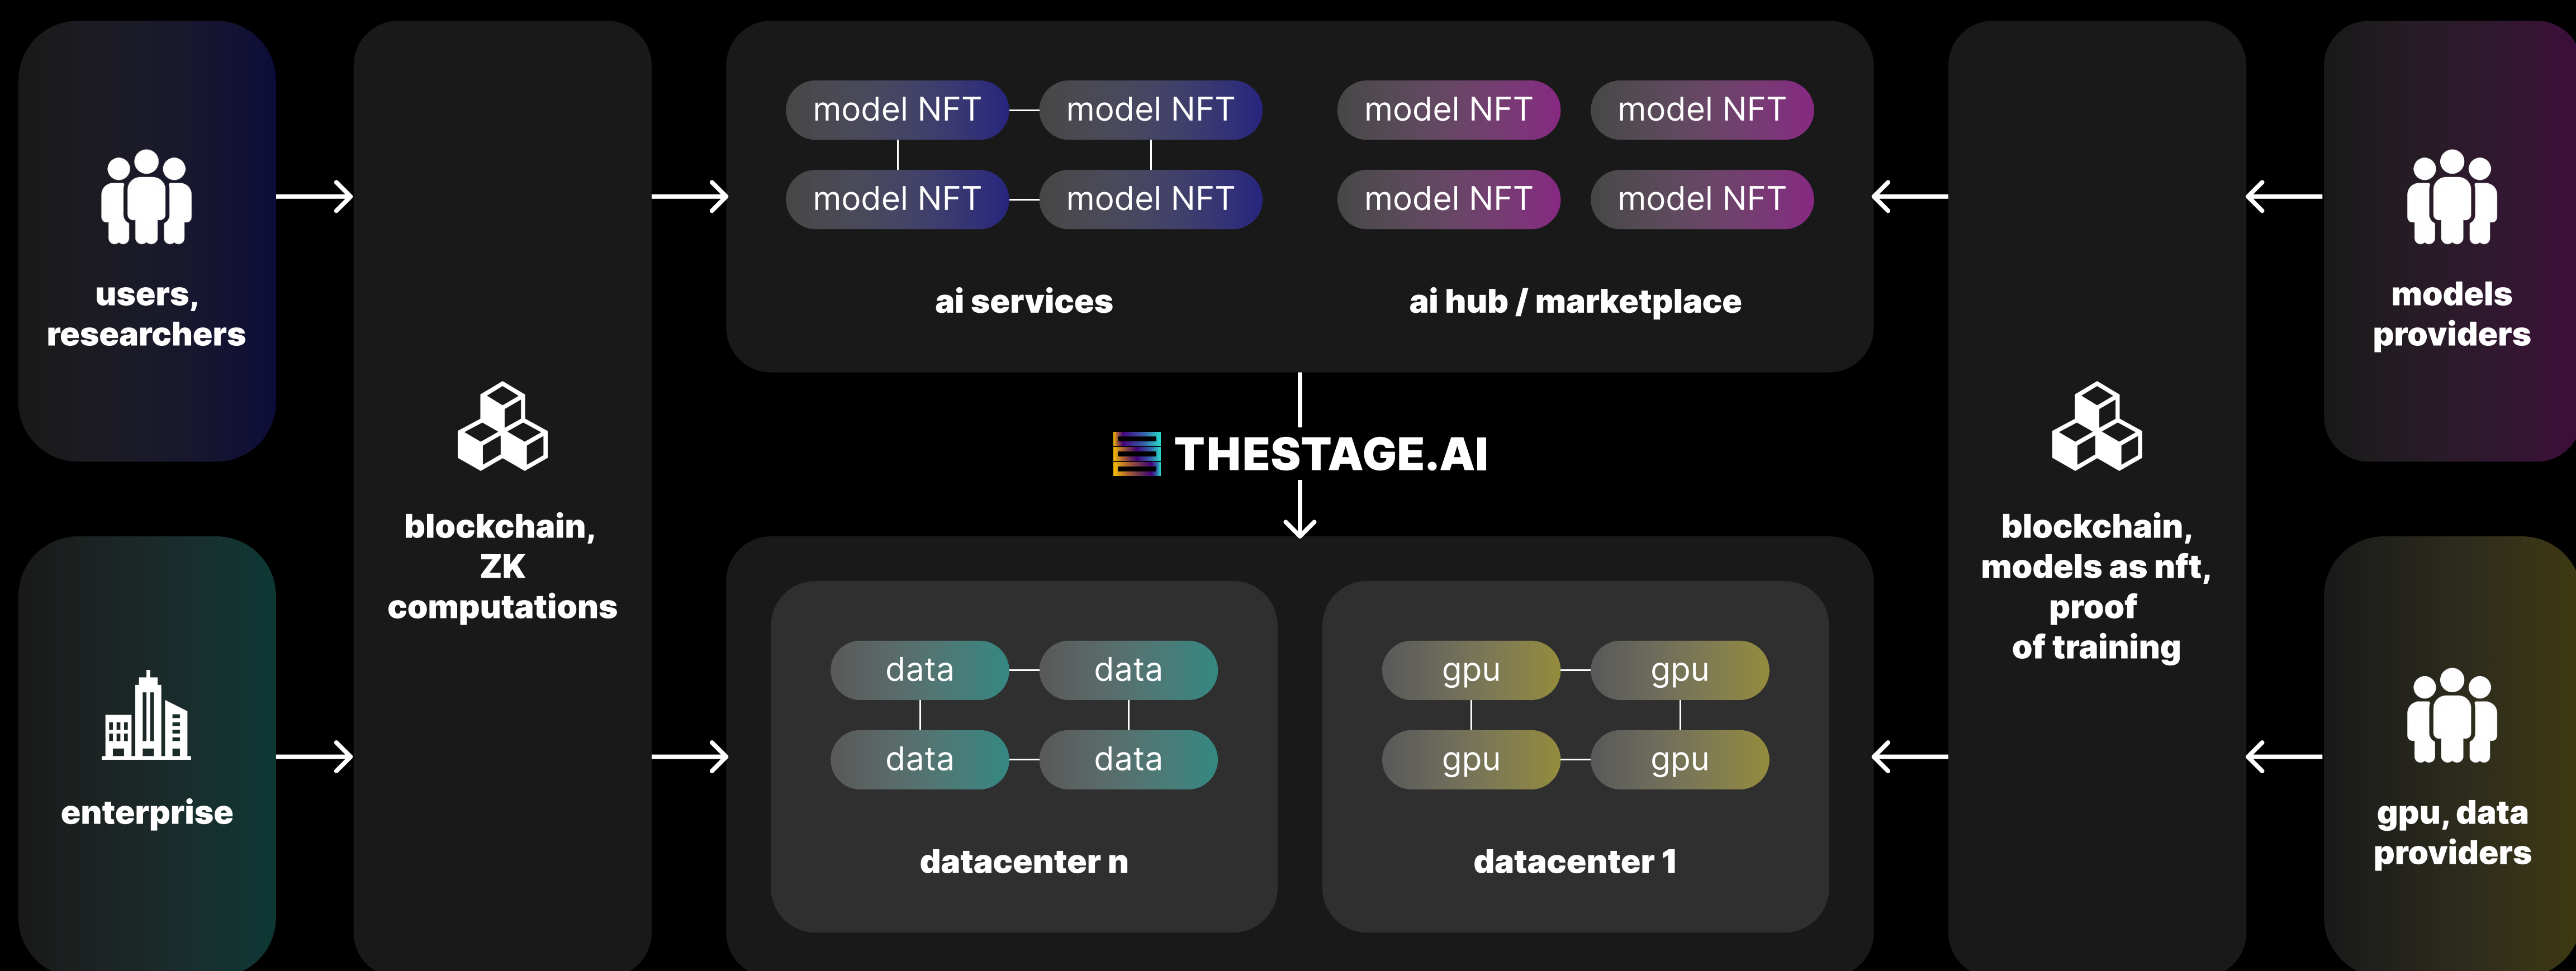 users,
researchers
enterprise
blockchain,
ZK
computations
model NFT
model NFT
model NFT
model NFT
ai services
model NFT
model NFT
model NFT
model NFT
ai hub / marketplace
THESTAGE.AI
data
data
data
data
datacenter n
gpu
gpu
gpu
gpu
datacenter 1
blockchain,
models as nft,
proof
of training
models
providers
gpu, data
providers